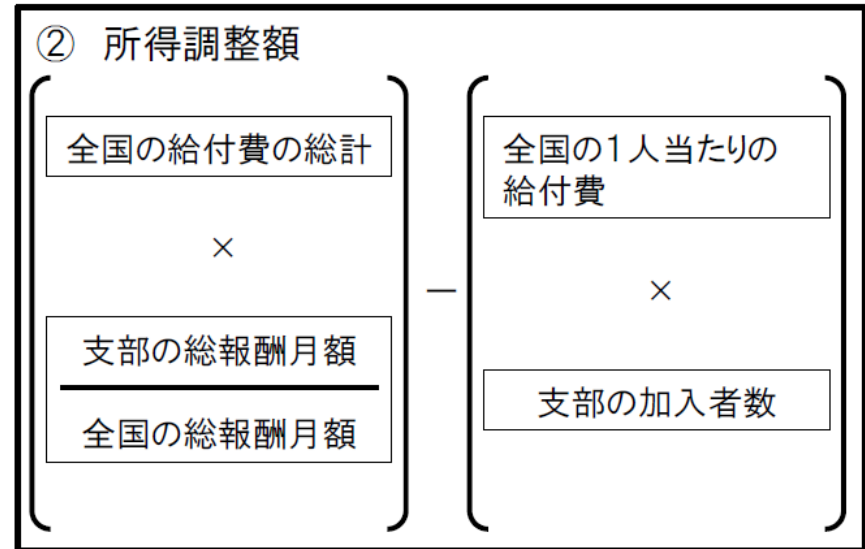 ② 所得調整額
全国の給付費の総計
×
支部の総報酬月額
全国の総報酬月額
－
全国の1人当たりの
給付費
×
支部の加入者数